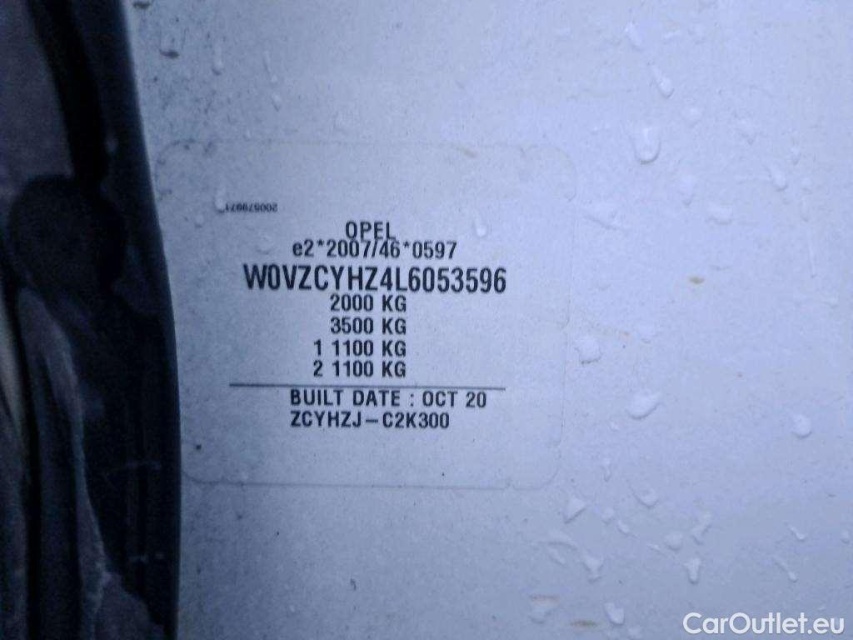 200579971
OPEL
e2*2007/46*0597
W0VZCYHZ4L6053596
2000 KG
3500 KG
1 1100 KG
2 1100 KG
BUILT DATE : OCT 20
ZCYHZJ-C2K300
CarOutlet.eu